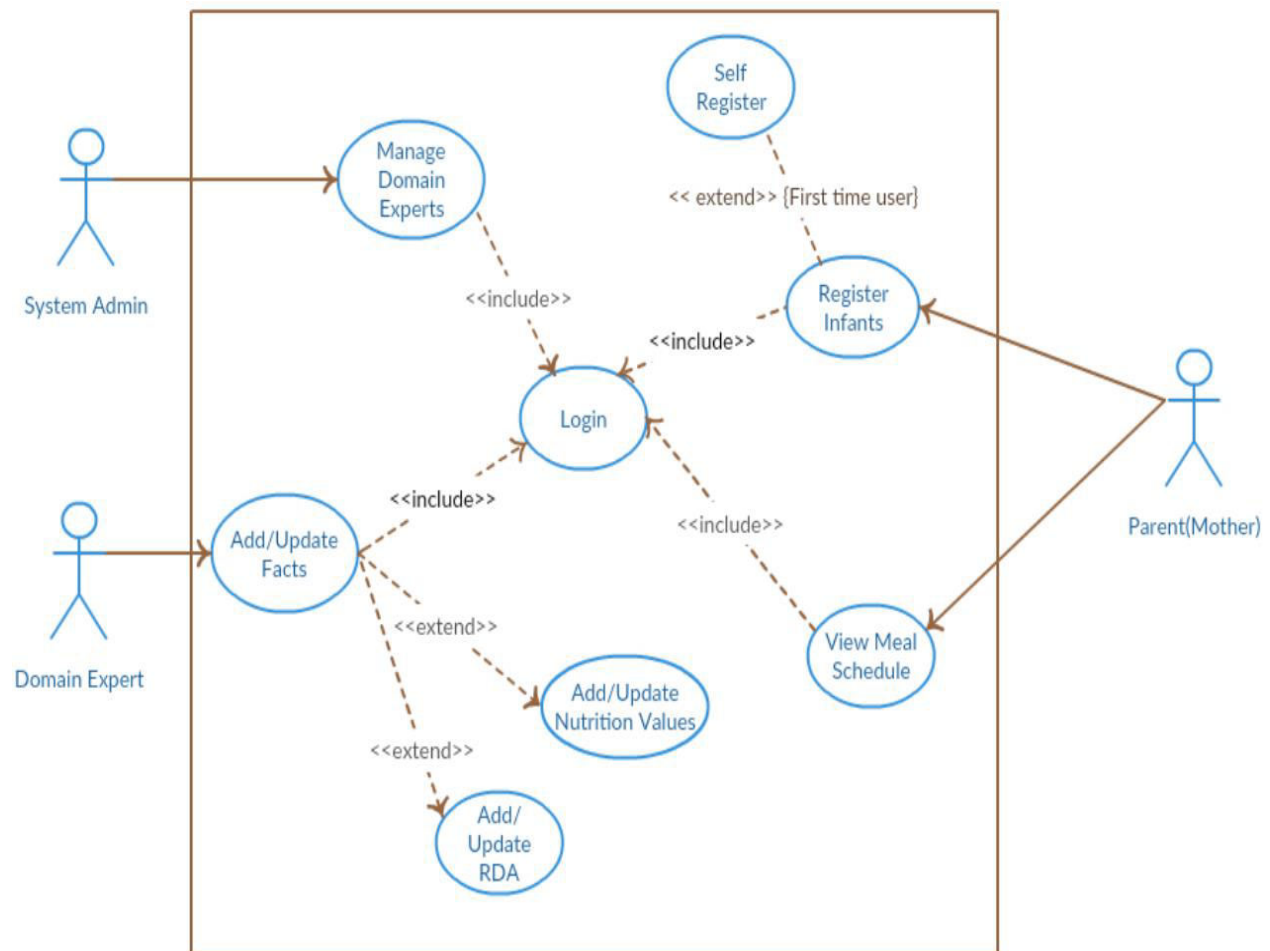 Self
Register
Manage
Domain
Experts
<< extend>> {First time user}
System Admin
<<include>>
Register
Infants
<<include>>
Login
<<include>>
<<include>>
Parent(Mother)
Add/Update
Facts
Domain Expert
<<extend>>
View Meal
Schedule
Add/Update
Nutrition Values
<<extend>>
Add/
Update
RDA